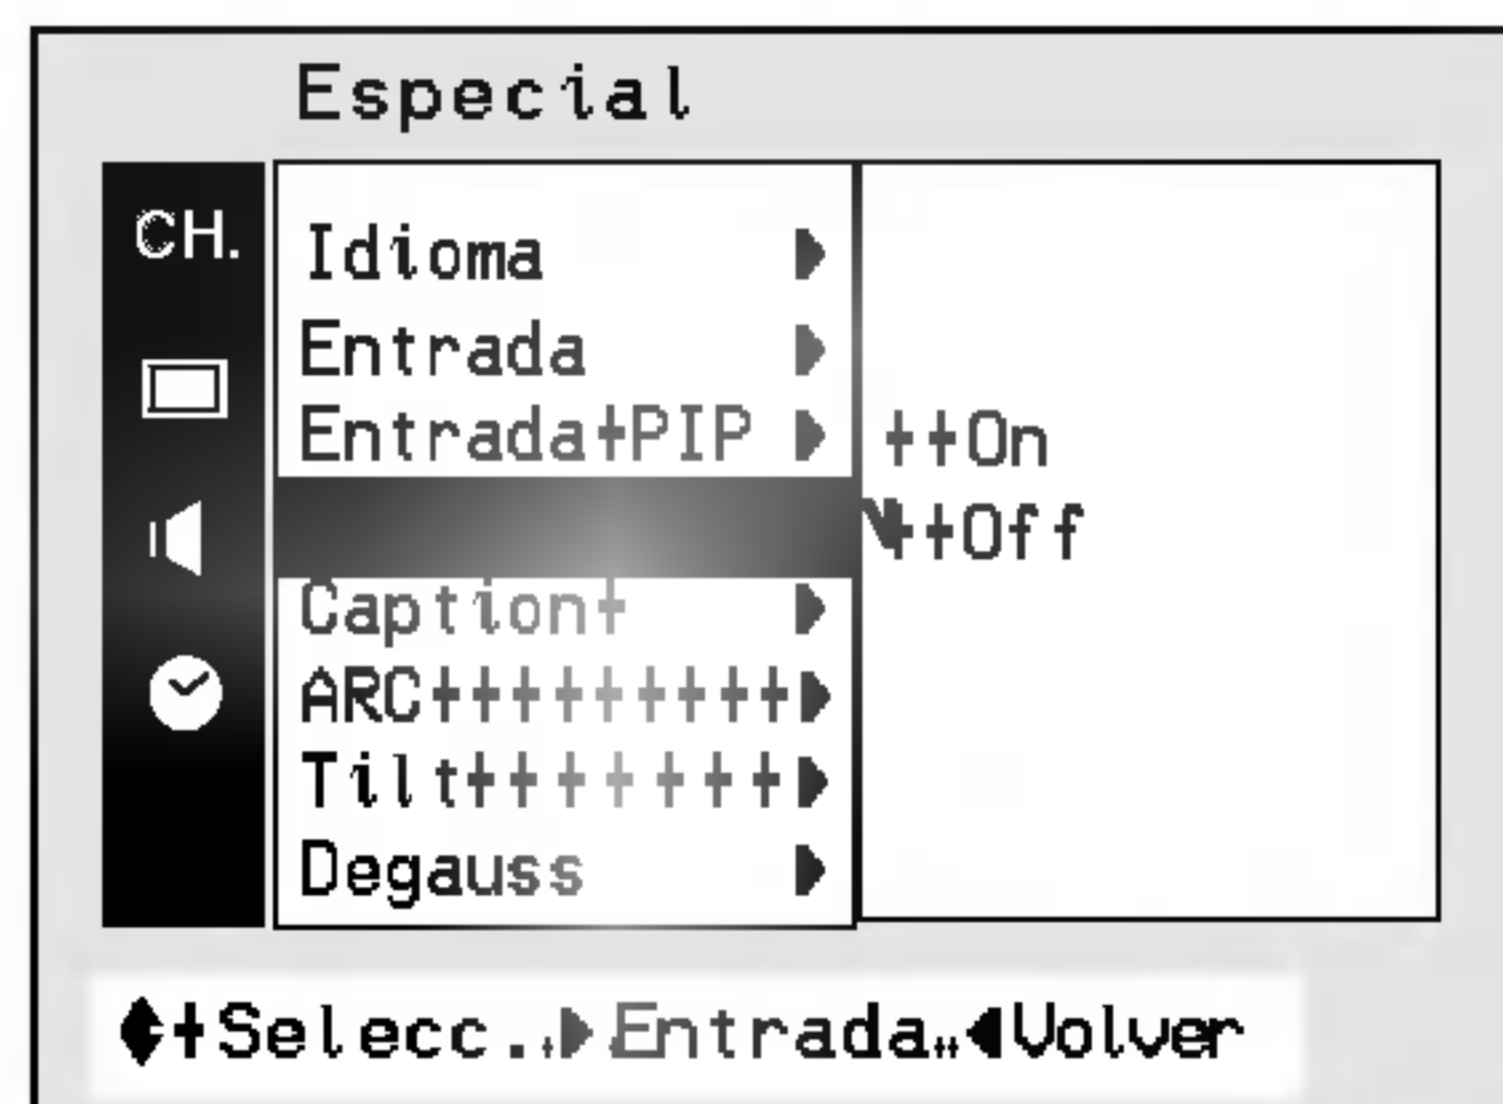 Especial
CH.
Idioma
Entrada
Entrada‡PIP
‡‡On
‡‡Off
Caption‡
ARC‡‡‡‡‡‡‡‡‡
Tilt‡‡‡‡‡‡‡
Degauss
‡Selecc. Entrada Volver